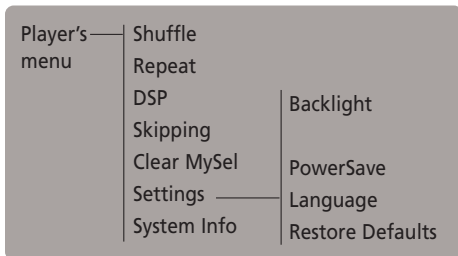 Player's
menu
Shuffle
Repeat
DSP
Skipping
Clear MySel
Settings
System Info
Backlight
PowerSave
Language
Restore Defaults